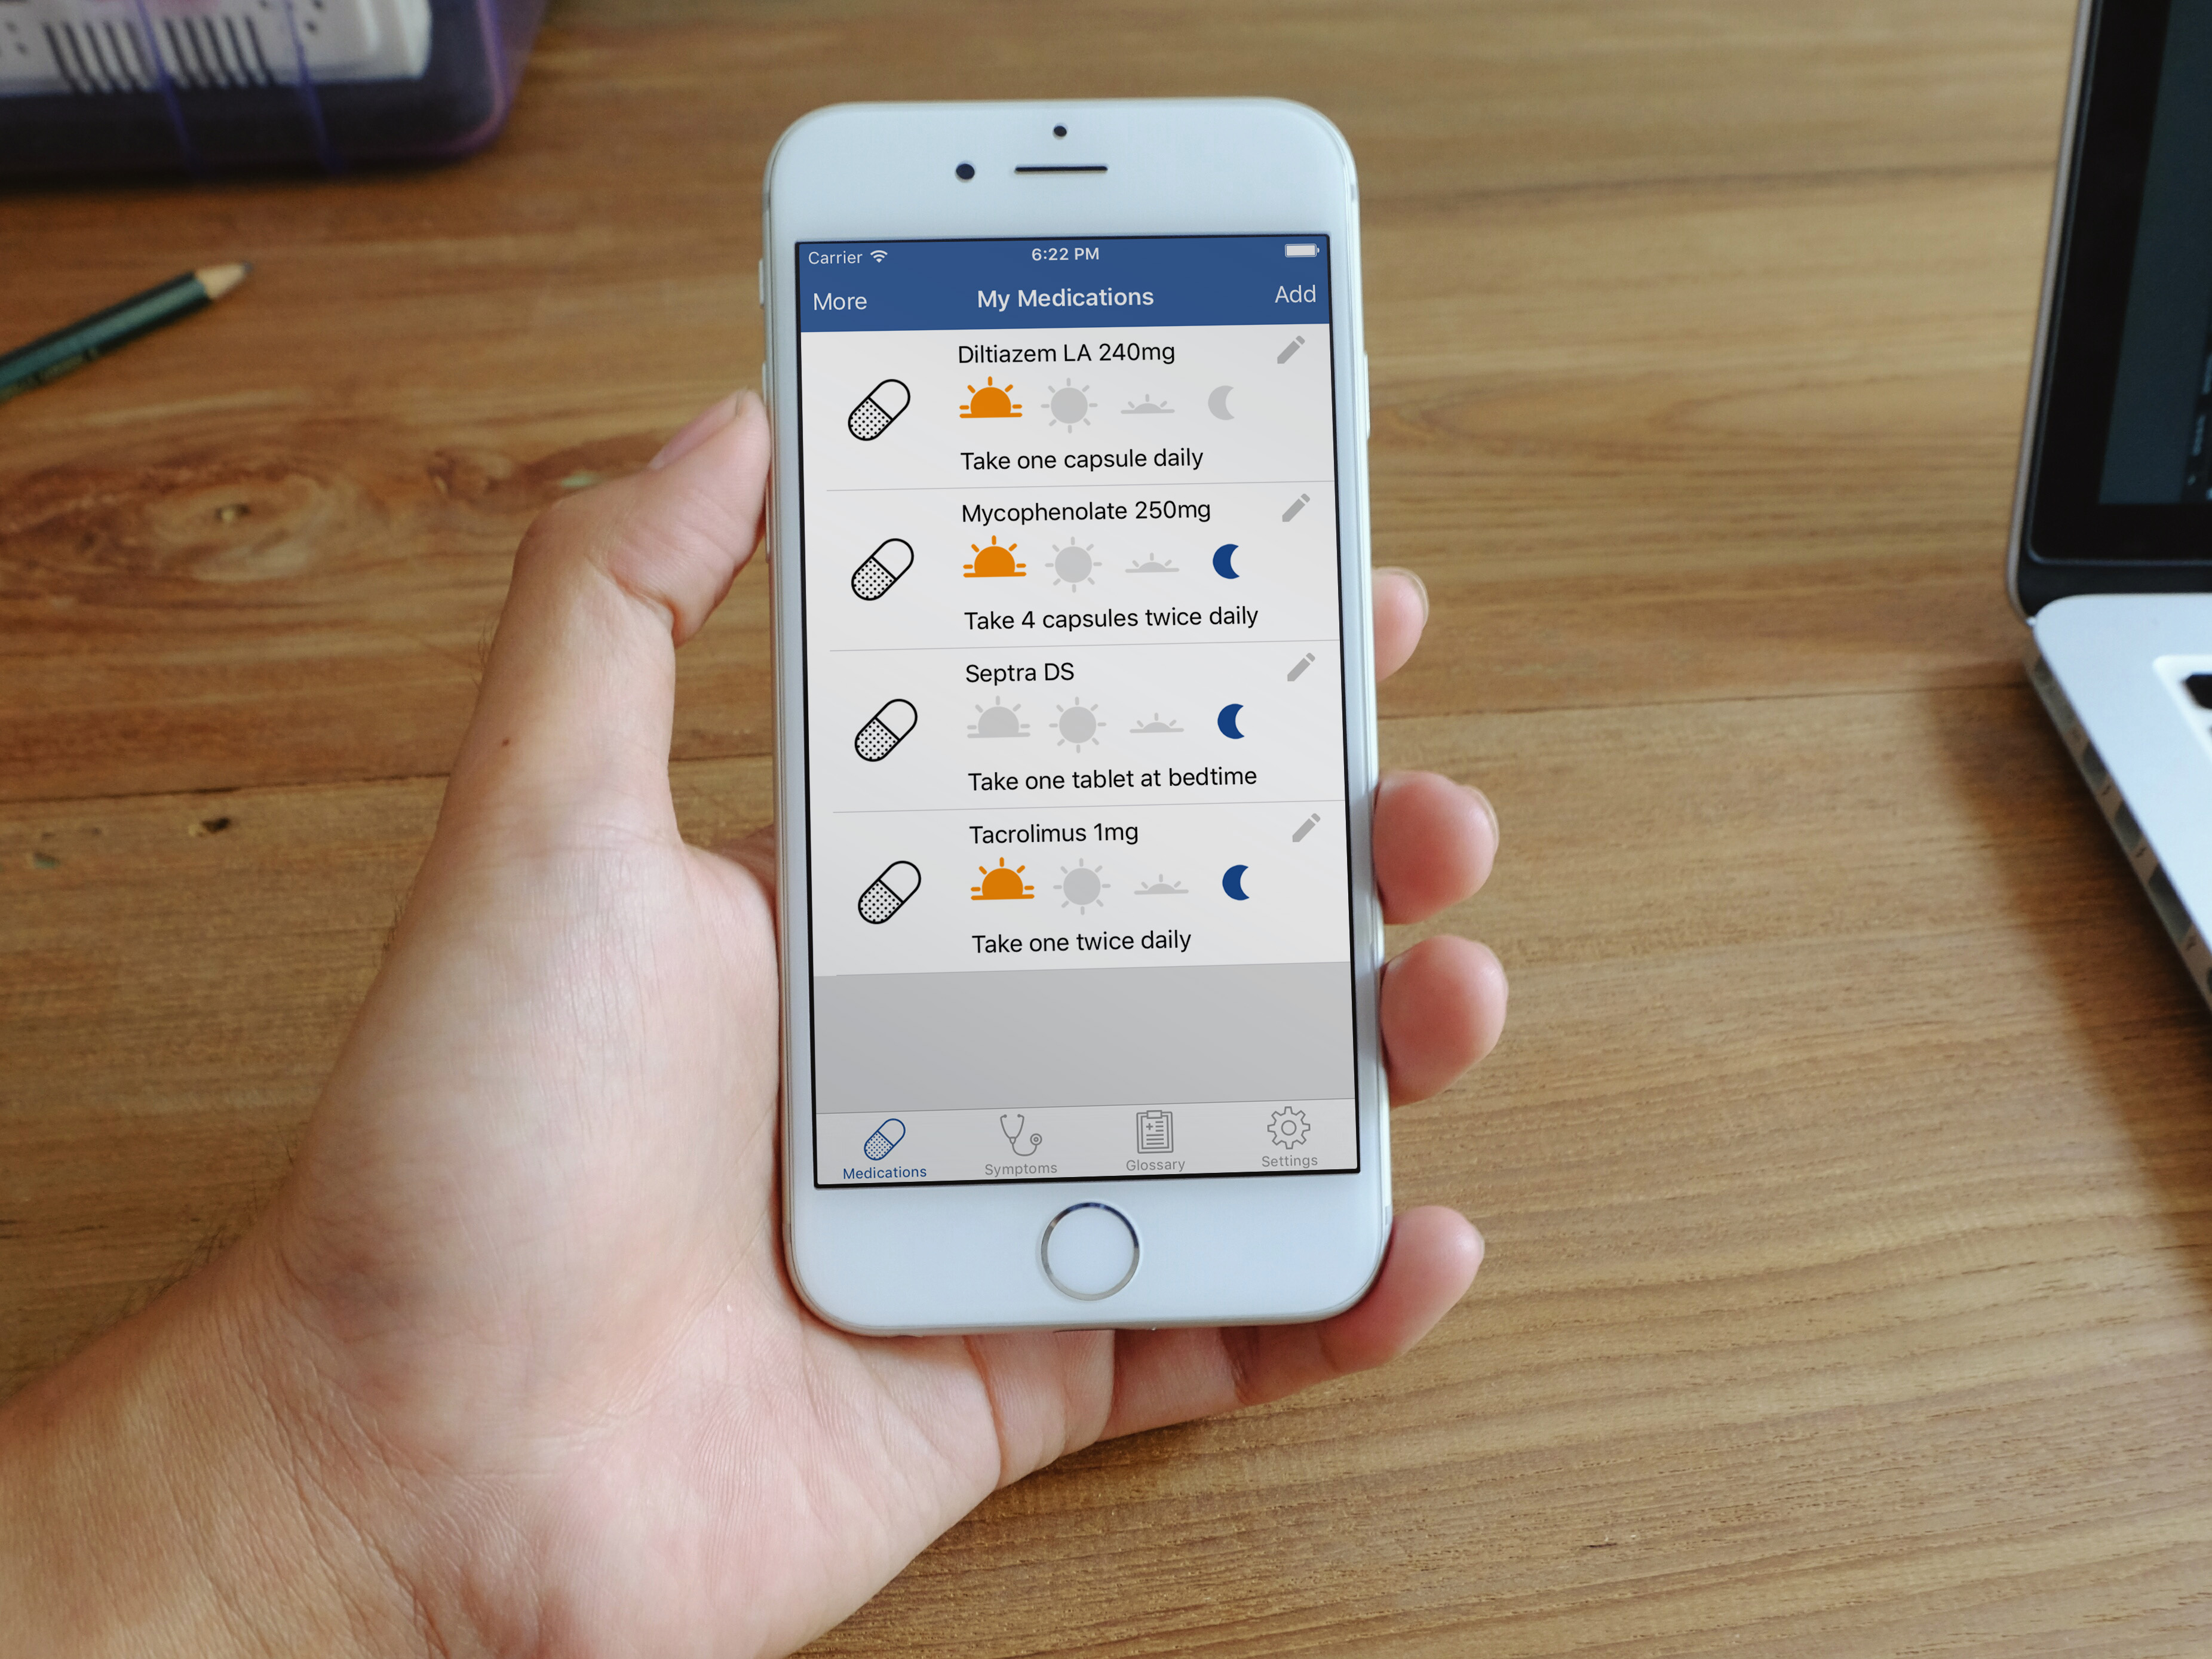 Carrier 6:22 PM
More My Medications Add
Diltiazem LA 240mg
Take one capsule daily
Mycophenolate 250mg
Take 4 capsules twice daily
Septra DS
Take one tablet at bedtime
Tacrolimus 1mg
Take one twice daily
Medications Symptoms Glossary Settings